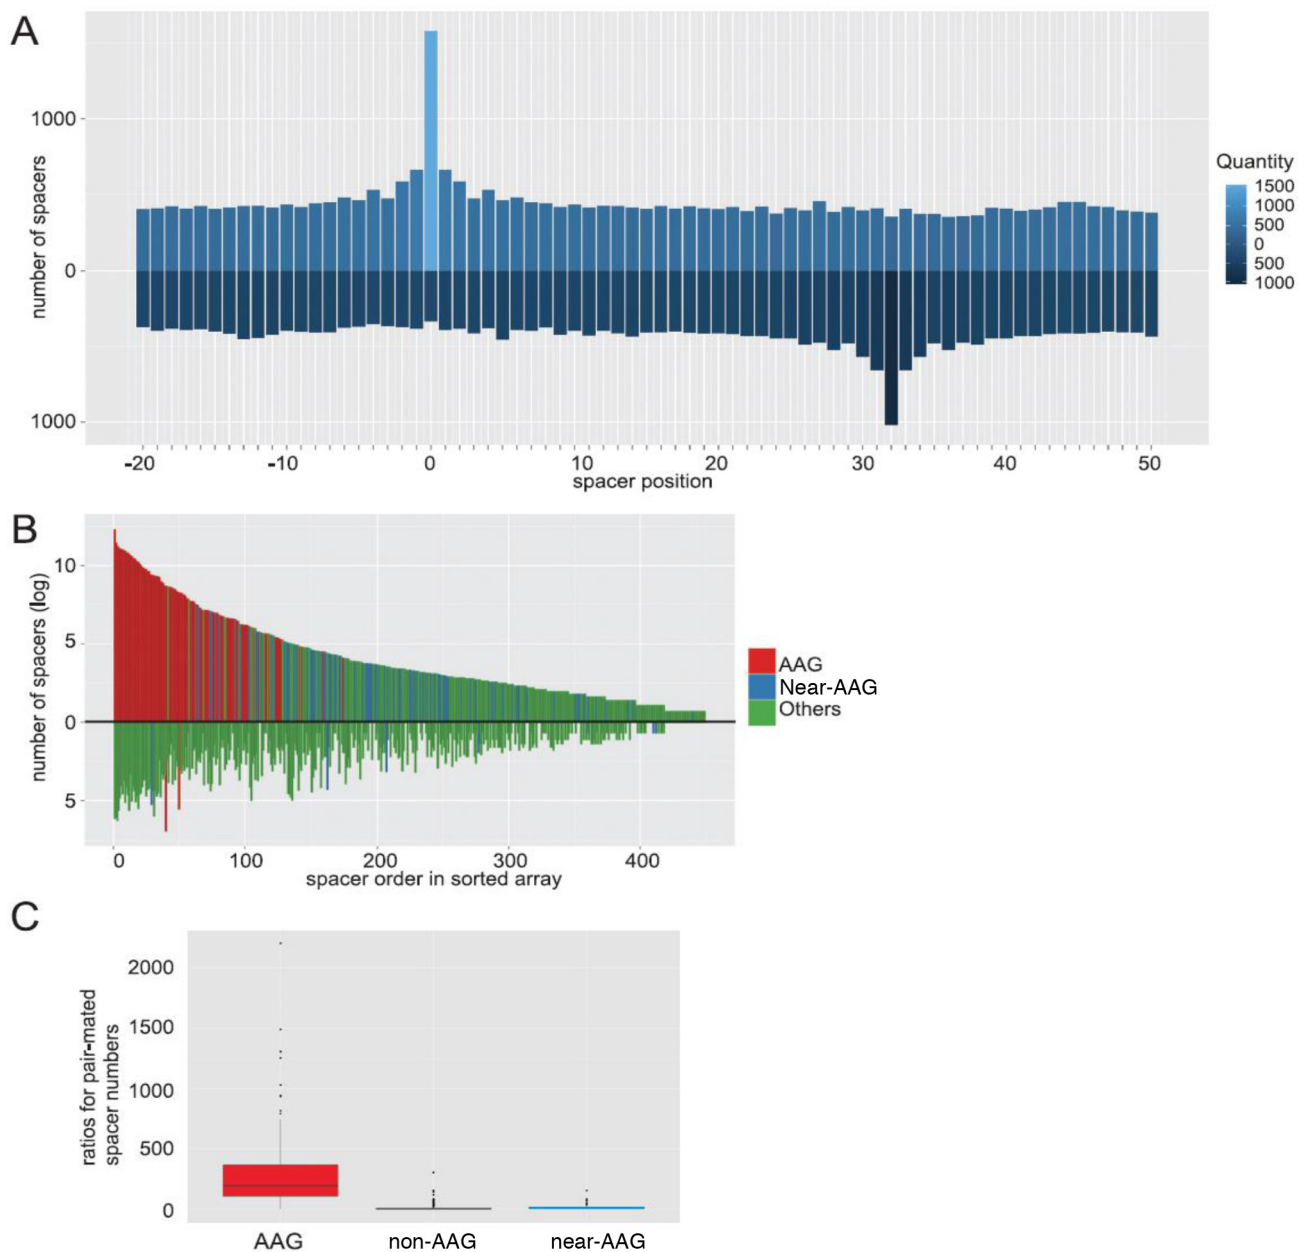 A
number of spacers
1000
0
1000
-20 -10 0 10 20 30 40 50
spacer position
Quantity
1500
1000
500
0
500
1000
B
number of spacers (log)
10
5
0
5
0 100 200 300 400
spacer order in sorted array
AAG
Near-AAG
Others
C
ratios for pair-mated
spacer numbers
2000
1500
1000
500
0
AAG non-AAG near-AAG